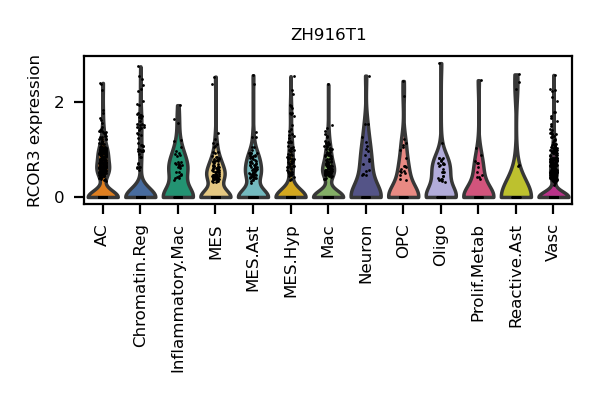 ZH916T1
RCOR3 expression
2
0
AC
Chromatin.Reg
Inflammatory.Mac
MES
MES.Ast
MES.Hyp
Mac
Neuron
OPC
Oligo
Prolif.Metab
Reactive.Ast
Vasc